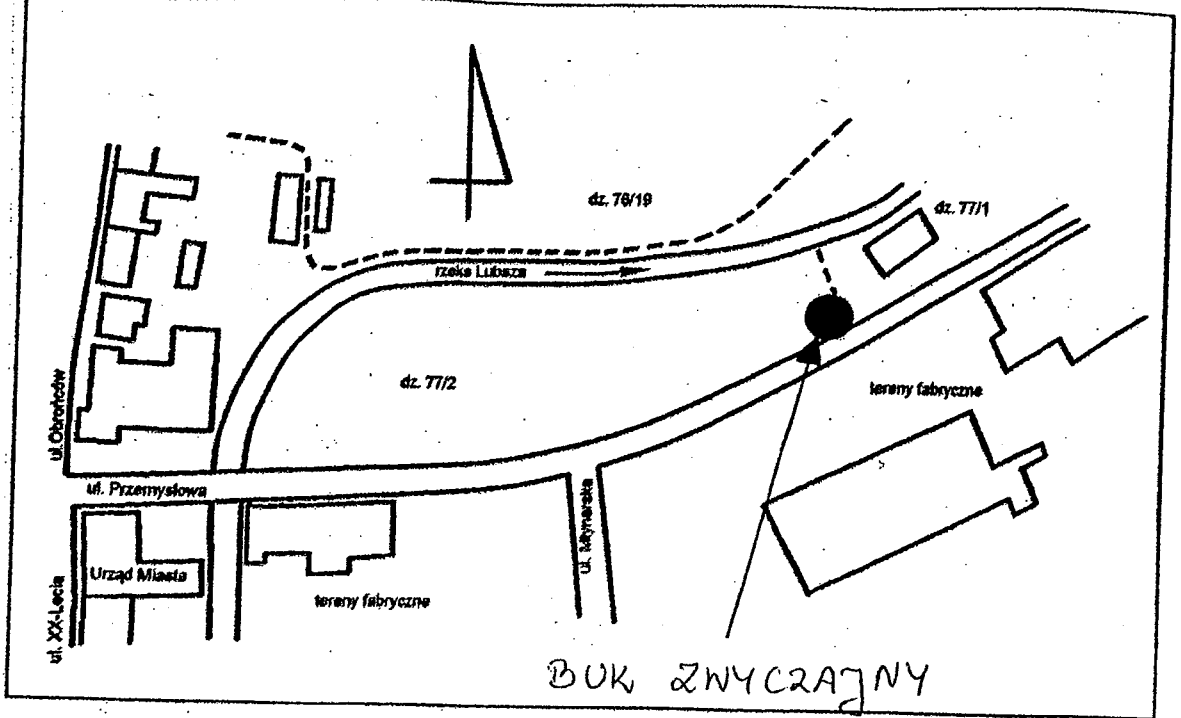 dz. 76/19
dz. 77/1
rzeka Lubsza
dz. 77/2
tereny fabryczne
ul. Obrońców
ul. Przemysłowa
ul. Młynarska
Urząd Miasta
tereny fabryczne
ul. XX-Lecia
BUK ZWYCZAJNY